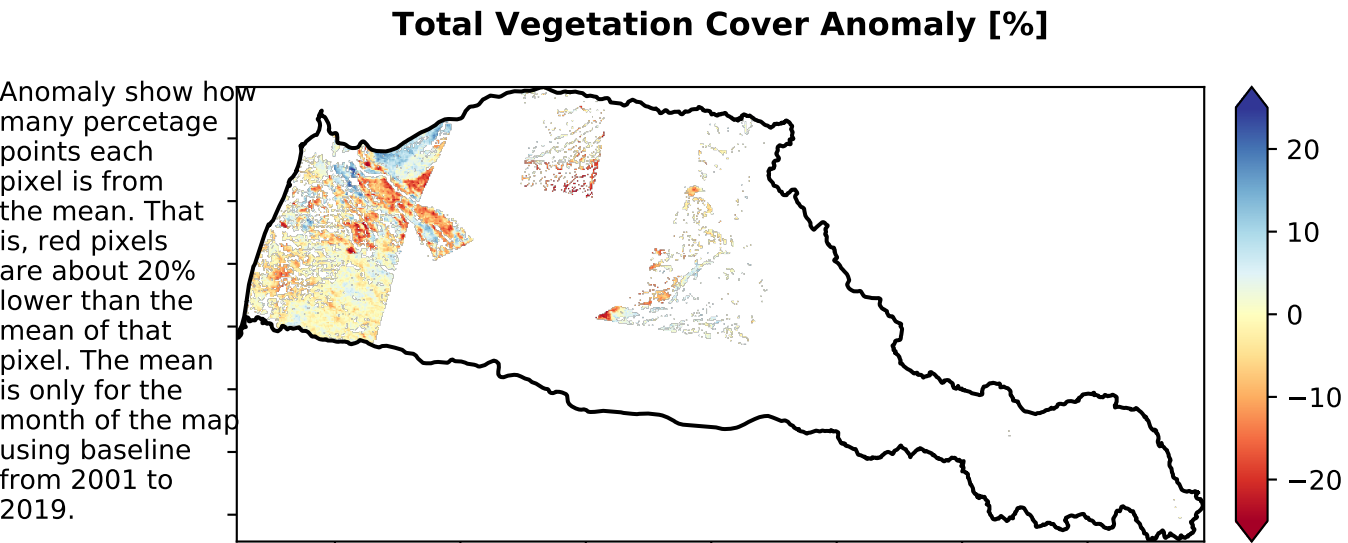 Total Vegetation Cover Anomaly [%]
Anomaly show how
many percetage
points each
pixel is from
the mean. That
is, red pixels
are about 20%
lower than the
mean of that
pixel. The mean
is only for the
month of the map
using baseline
from 2001 to
2019.
20
10
0
−10
−20